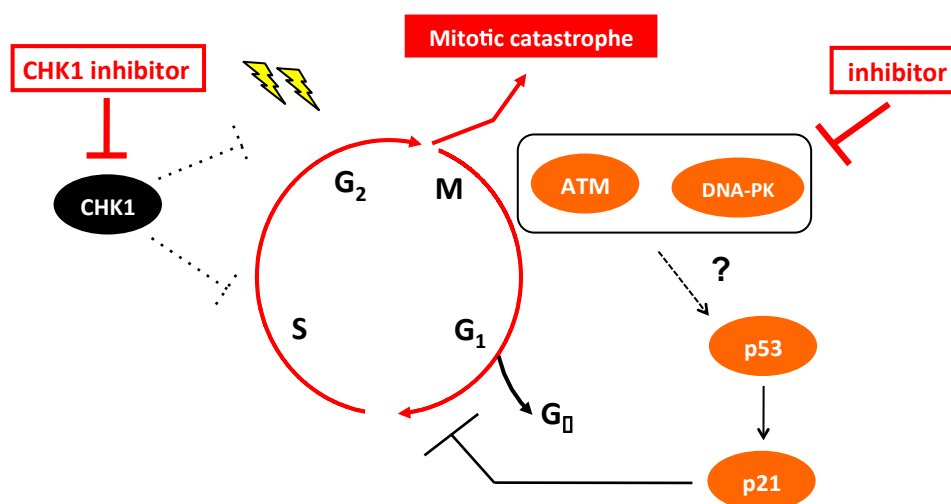 Mitotic catastrophe
CHK1 inhibitor
inhibitor
G2
M
ATM
DNA-PK
CHK1
?
S
G1
p53
G▯
p21